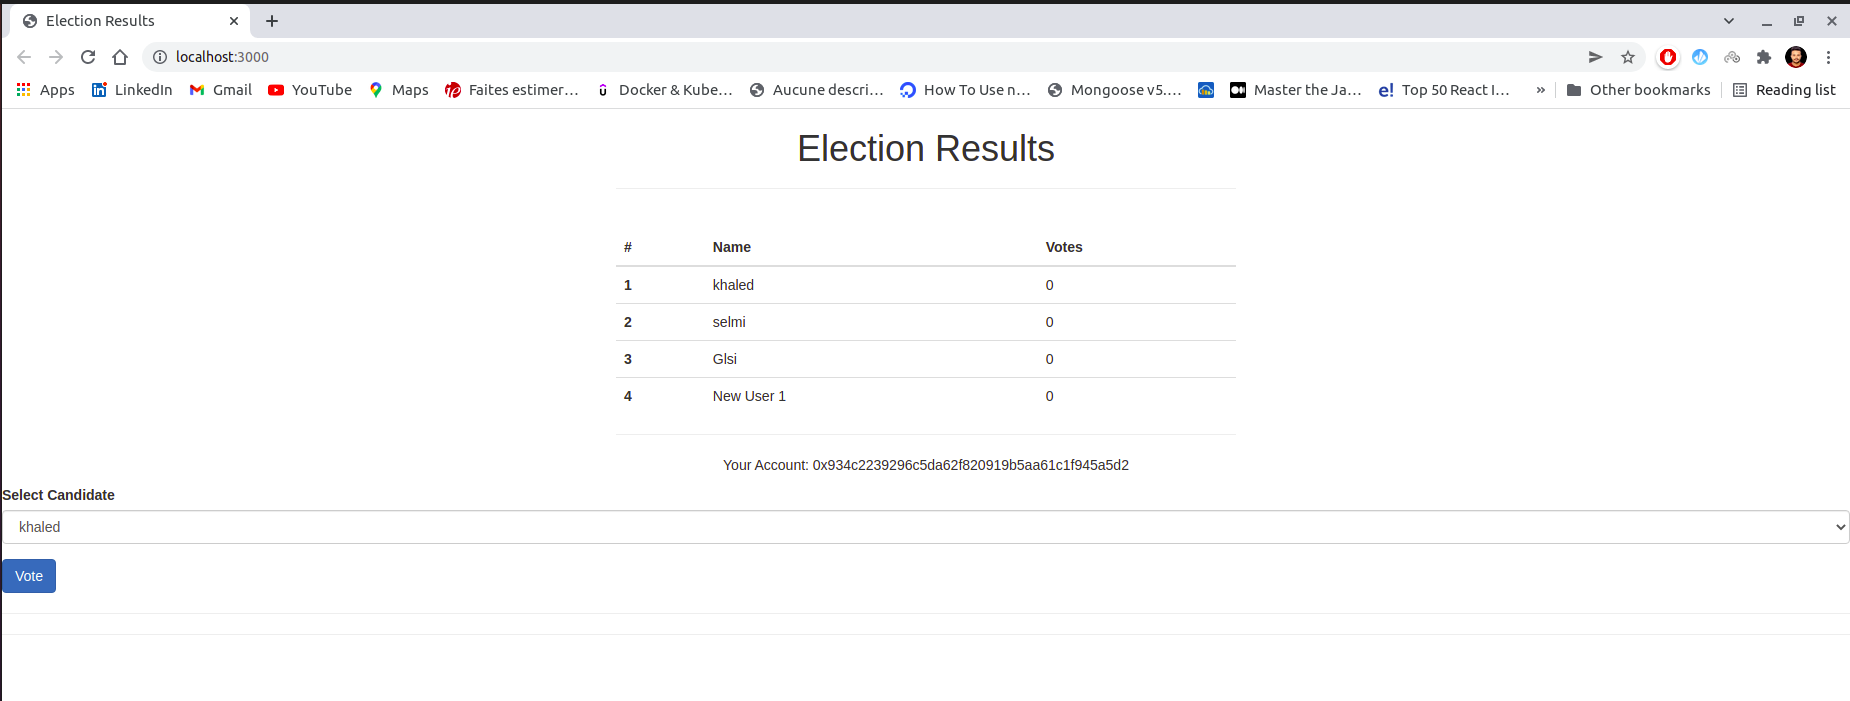 Election Results
localhost:3000
Apps LinkedIn Gmail YouTube Maps Faites estimer... Docker & Kube... Aucune descri... How To Use n... Mongoose v5.... Master the Ja... e! Top 50 React I... » Other bookmarks Reading list
Election Results
# Name Votes
1 khaled 0
2 selmi 0
3 Glsi 0
4 New User 1 0
Your Account: 0x934c2239296c5da62f820919b5aa61c1f945a5d2
Select Candidate
khaled
Vote